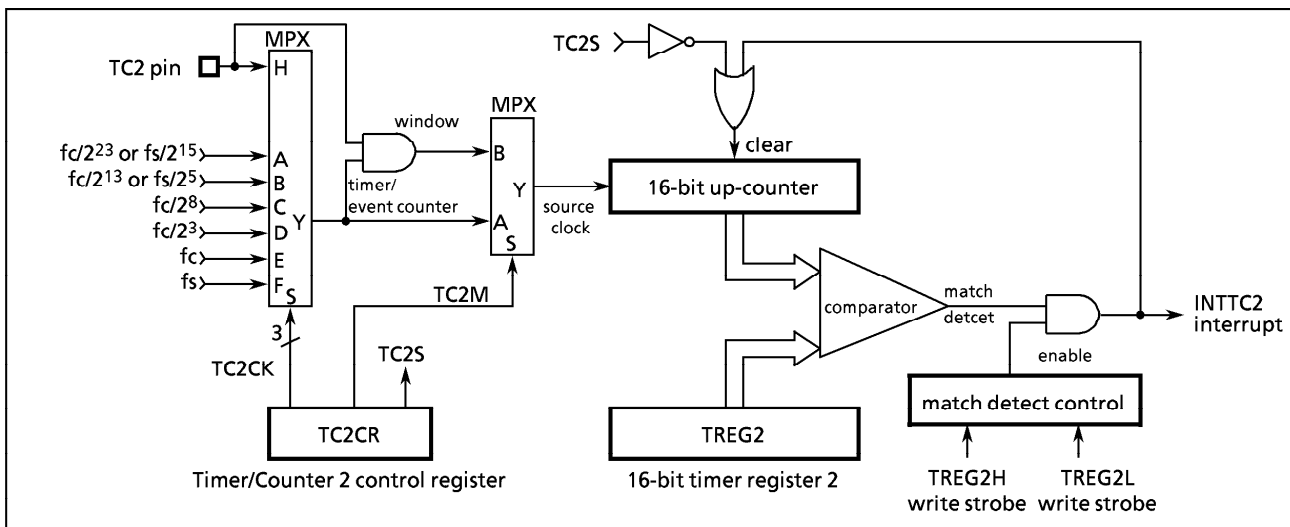 MPX
TC2 pin
H
fc/2²³ or fs/2¹⁵
A
fc/2¹³ or fs/2⁵
B
fc/2⁸
C
Y
fc/2³
D
fc
E
fs
F
S
3
TC2CK
window
timer/
event counter
MPX
B
Y
A
S
source
clock
TC2M
TC2S
TC2CR
Timer/Counter 2 control register
TC2S
clear
16-bit up-counter
comparator
match
detcet
INTTC2
interrupt
enable
match detect control
TREG2
16-bit timer register 2
TREG2H
write strobe
TREG2L
write strobe